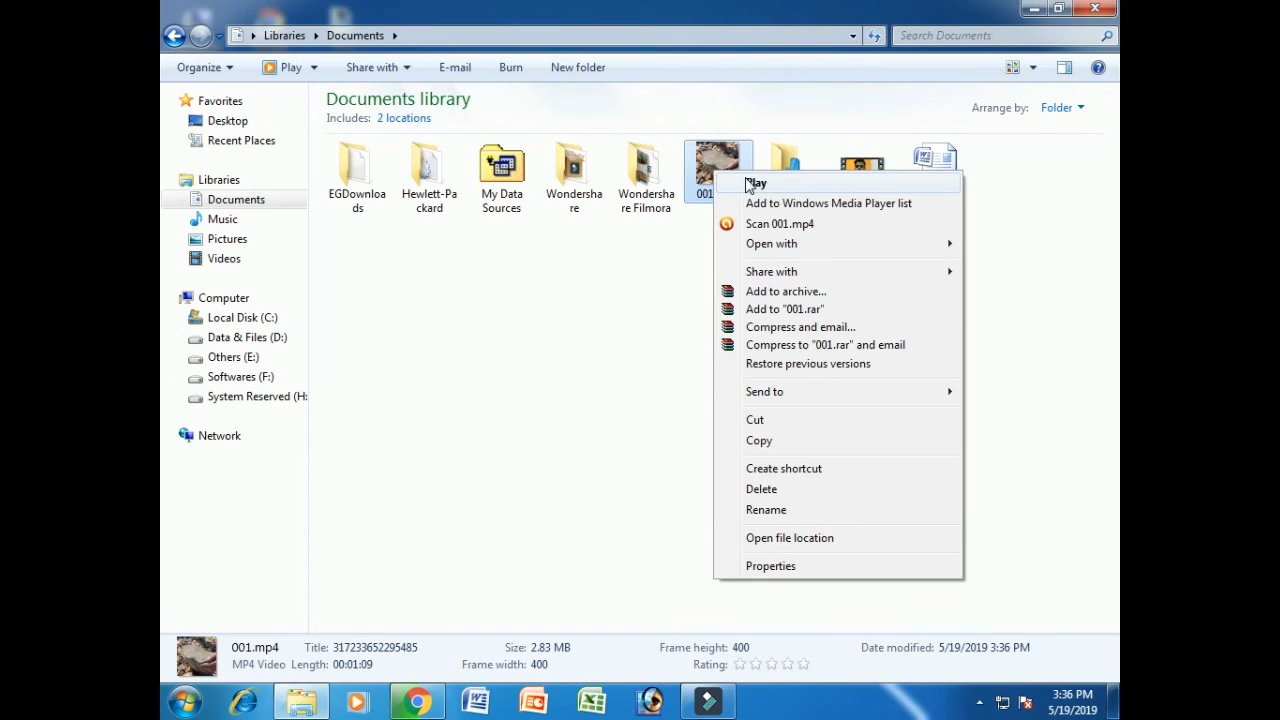 Libraries Documents
Search Documents
Organize Play Share with E-mail Burn New folder
Favorites
Desktop
Recent Places
Libraries
Documents
Music
Pictures
Videos
Computer
Local Disk (C:)
Data & Files (D:)
Others (E:)
Softwares (F:)
System Reserved (H:
Network
Documents library
Includes: 2 locations
Arrange by: Folder
EGDownloads
Hewlett-Packard
My Data Sources
Wondershare
Wondershare Filmora
001
Play
Add to Windows Media Player list
Scan 001.mp4
Open with
Share with
Add to archive...
Add to "001.rar"
Compress and email...
Compress to "001.rar" and email
Restore previous versions
Send to
Cut
Copy
Create shortcut
Delete
Rename
Open file location
Properties
001.mp4 Title: 317233652295485 Size: 2.83 MB Frame height: 400 Date modified: 5/19/2019 3:36 PM
MP4 Video Length: 00:01:09 Frame width: 400 Rating:
3:36 PM
5/19/2019